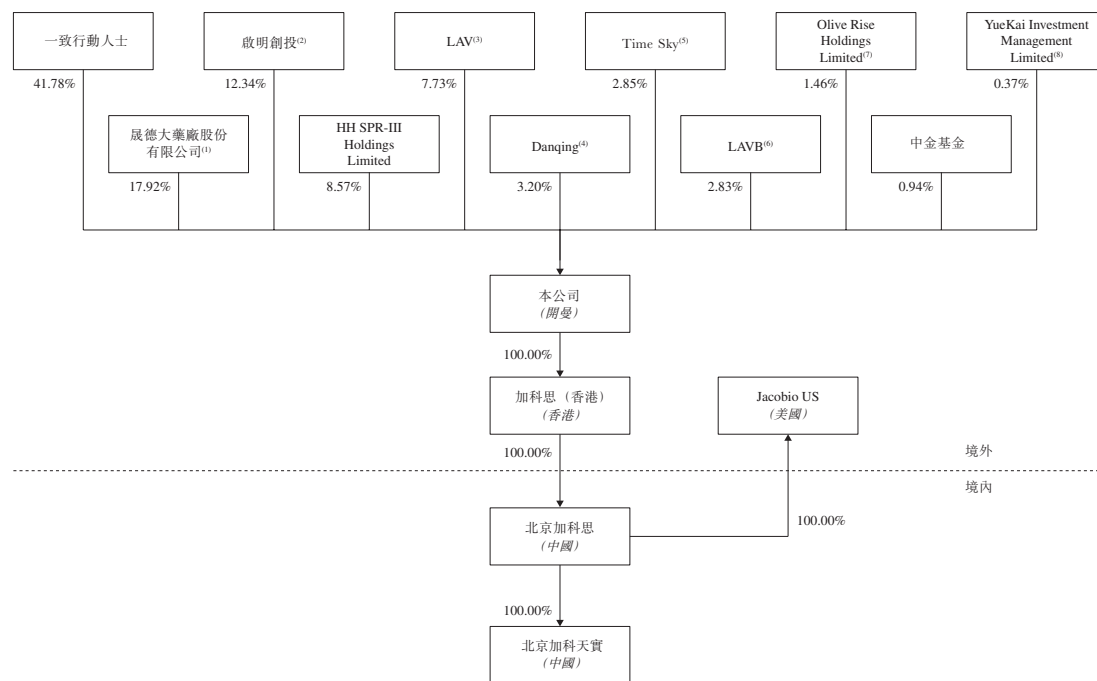 一致行動人士
啟明創投(2)
LAV(3)
Time Sky(5)
Olive Rise
Holdings
Limited(7)
YueKai Investment
Management
Limited(8)
41.78%
12.34%
7.73%
2.85%
1.46%
0.37%
晟德大藥廠股份
有限公司(1)
HH SPR-III
Holdings
Limited
Danqing(4)
LAVB(6)
中金基金
17.92%
8.57%
3.20%
2.83%
0.94%
本公司
(開曼)
100.00%
加科思(香港)
(香港)
Jacobio US
(美國)
100.00%
境外
境內
北京加科思
(中國)
100.00%
100.00%
北京加科天實
(中國)